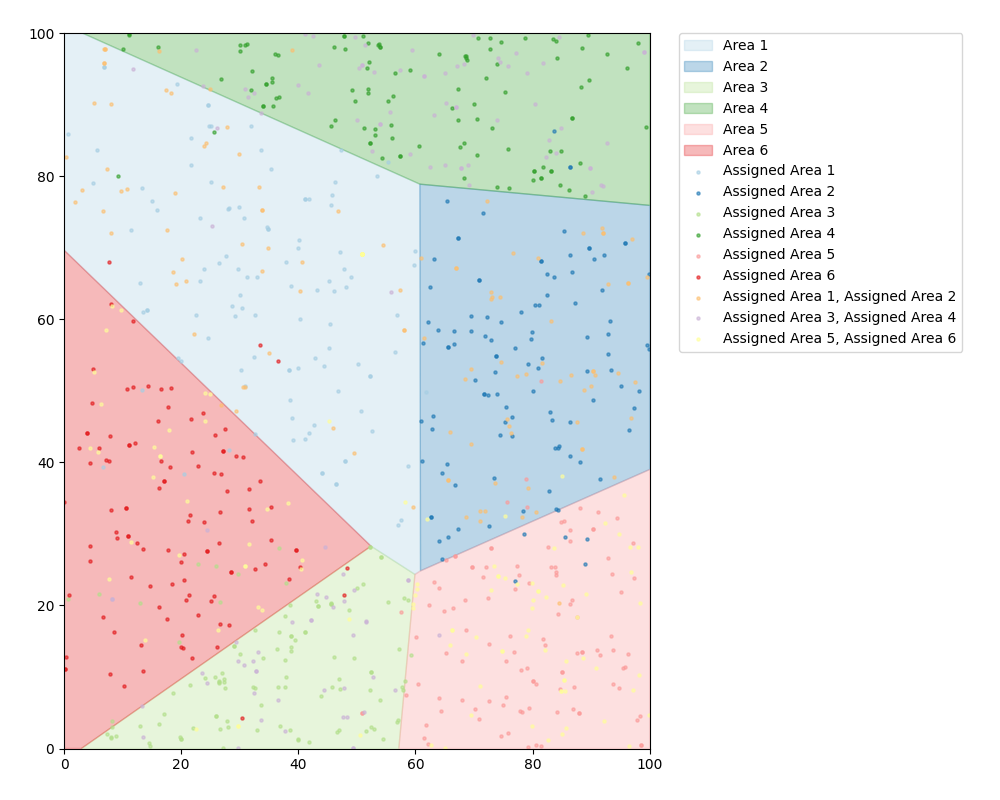 100
80
60
40
20
0
0 20 40 60 80 100
Area 1
Area 2
Area 3
Area 4
Area 5
Area 6
Assigned Area 1
Assigned Area 2
Assigned Area 3
Assigned Area 4
Assigned Area 5
Assigned Area 6
Assigned Area 1, Assigned Area 2
Assigned Area 3, Assigned Area 4
Assigned Area 5, Assigned Area 6